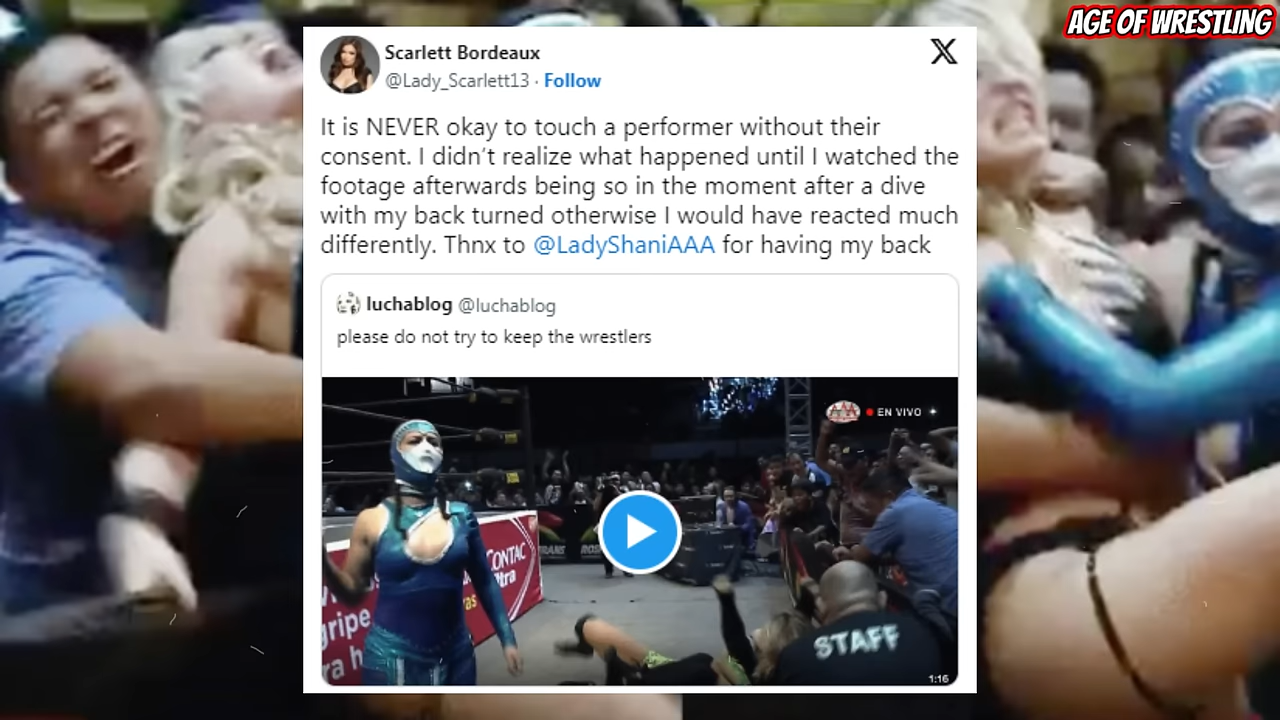 AGE OF WRESTLING
Scarlett Bordeaux
@Lady_Scarlett13 · Follow
It is NEVER okay to touch a performer without their
consent. I didn't realize what happened until I watched the
footage afterwards being so in the moment after a dive
with my back turned otherwise I would have reacted much
differently. Thnx to @LadyShaniAAA for having my back
luchablog @luchablog
please do not try to keep the wrestlers
AAA EN VIVO
CONTAC
gripe
STAFF
1:16